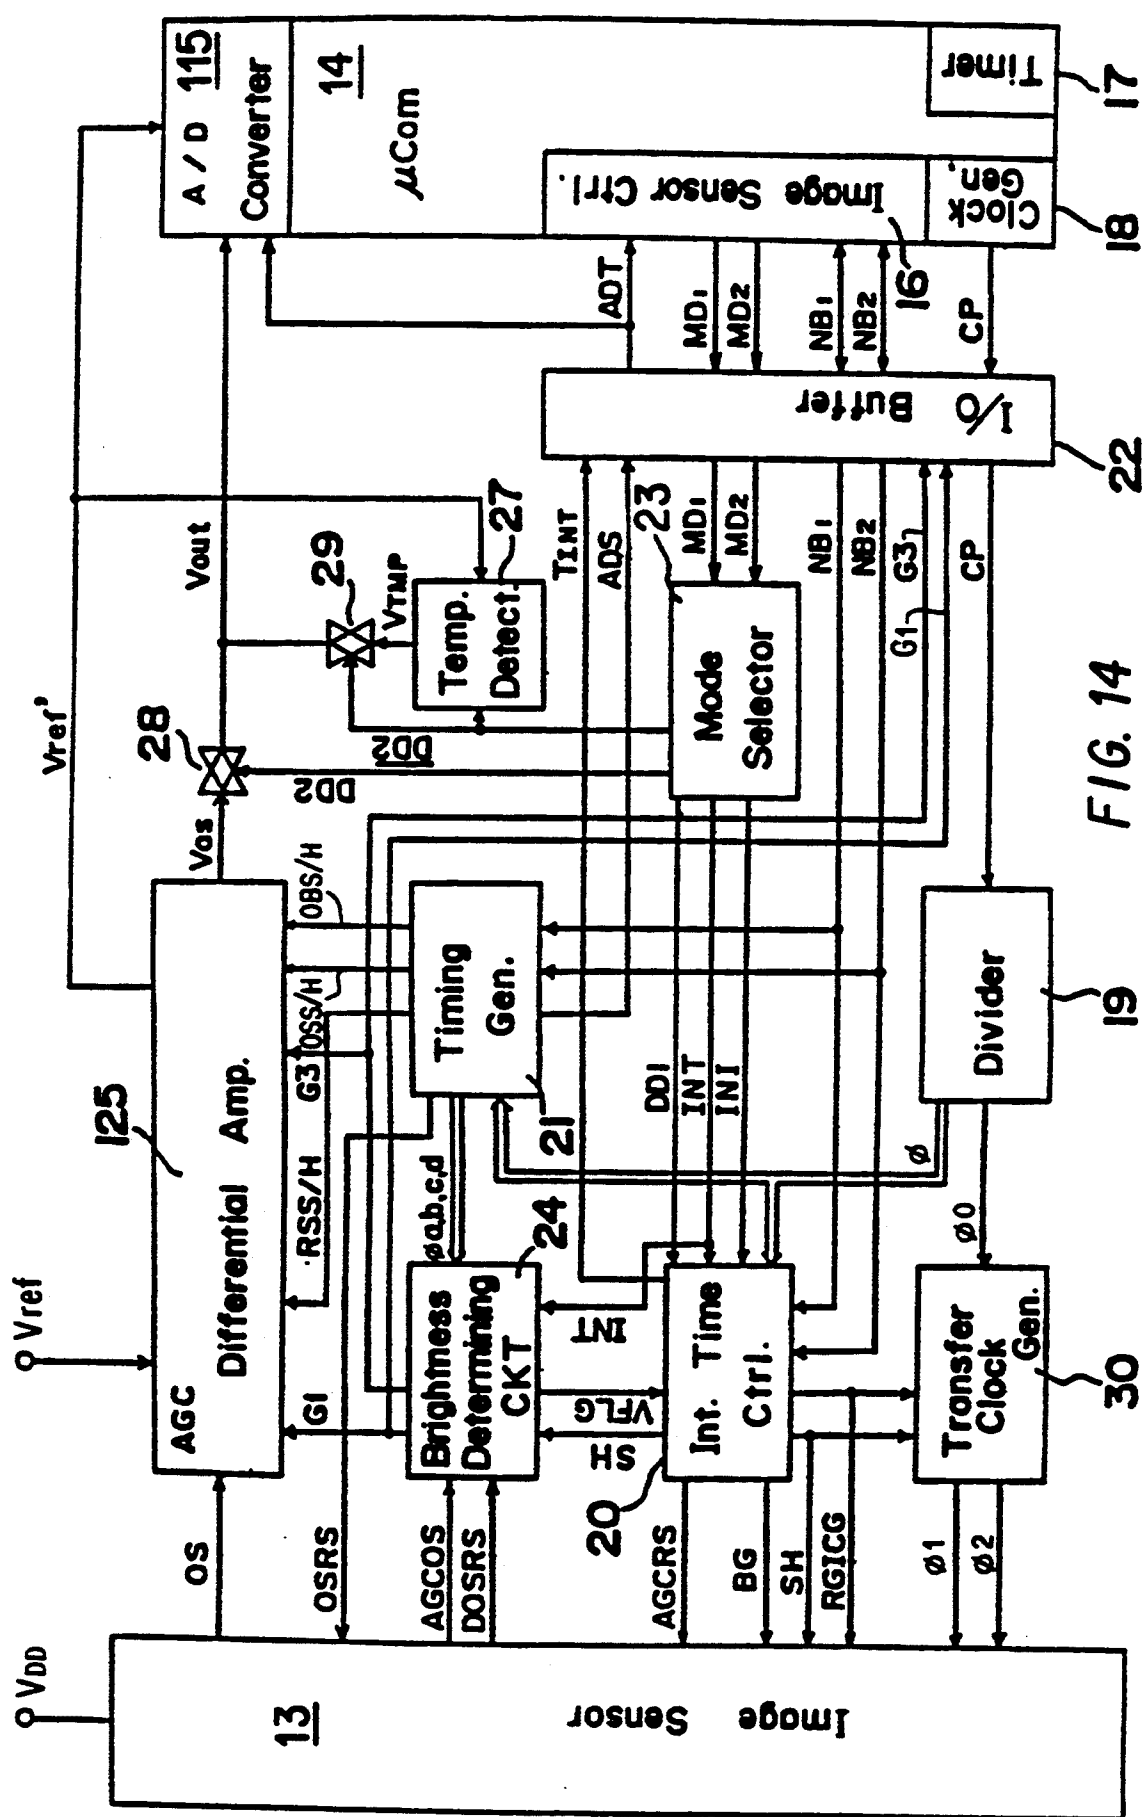 VDD
Vref
13
Image Sensor
OS
OSRS
AGCOS
DOSRS
AGCRS
BG
SH
RGICG
ø1
ø2
AGC
Differential Amp.
125
G1
RSS/H
G3
OSS/H
OBS/H
Vos
28
Vref'
Vout
29
VTMP
Temp.
Detect.
27
DD2
DD2
Brightness
Determining
CKT
24
øa,b,c,d
Timing
Gen.
21
SH
VFLG
INT
20
Int. Time
Ctrl.
DD1
INT
INI
Mode
Selector
23
TINT
ADS
MD1
MD2
NB1
NB2
G1
G3
CP
Transfer
Clock
Gen.
30
ø0
ø
Divider
19
I/O
Buffer
22
ADT
MD1
MD2
NB1
NB2
CP
A/D 115
Converter
14
µCom
Image
Sensor Ctrl.
16
Clock
Gen.
18
Timer
17
FIG. 14